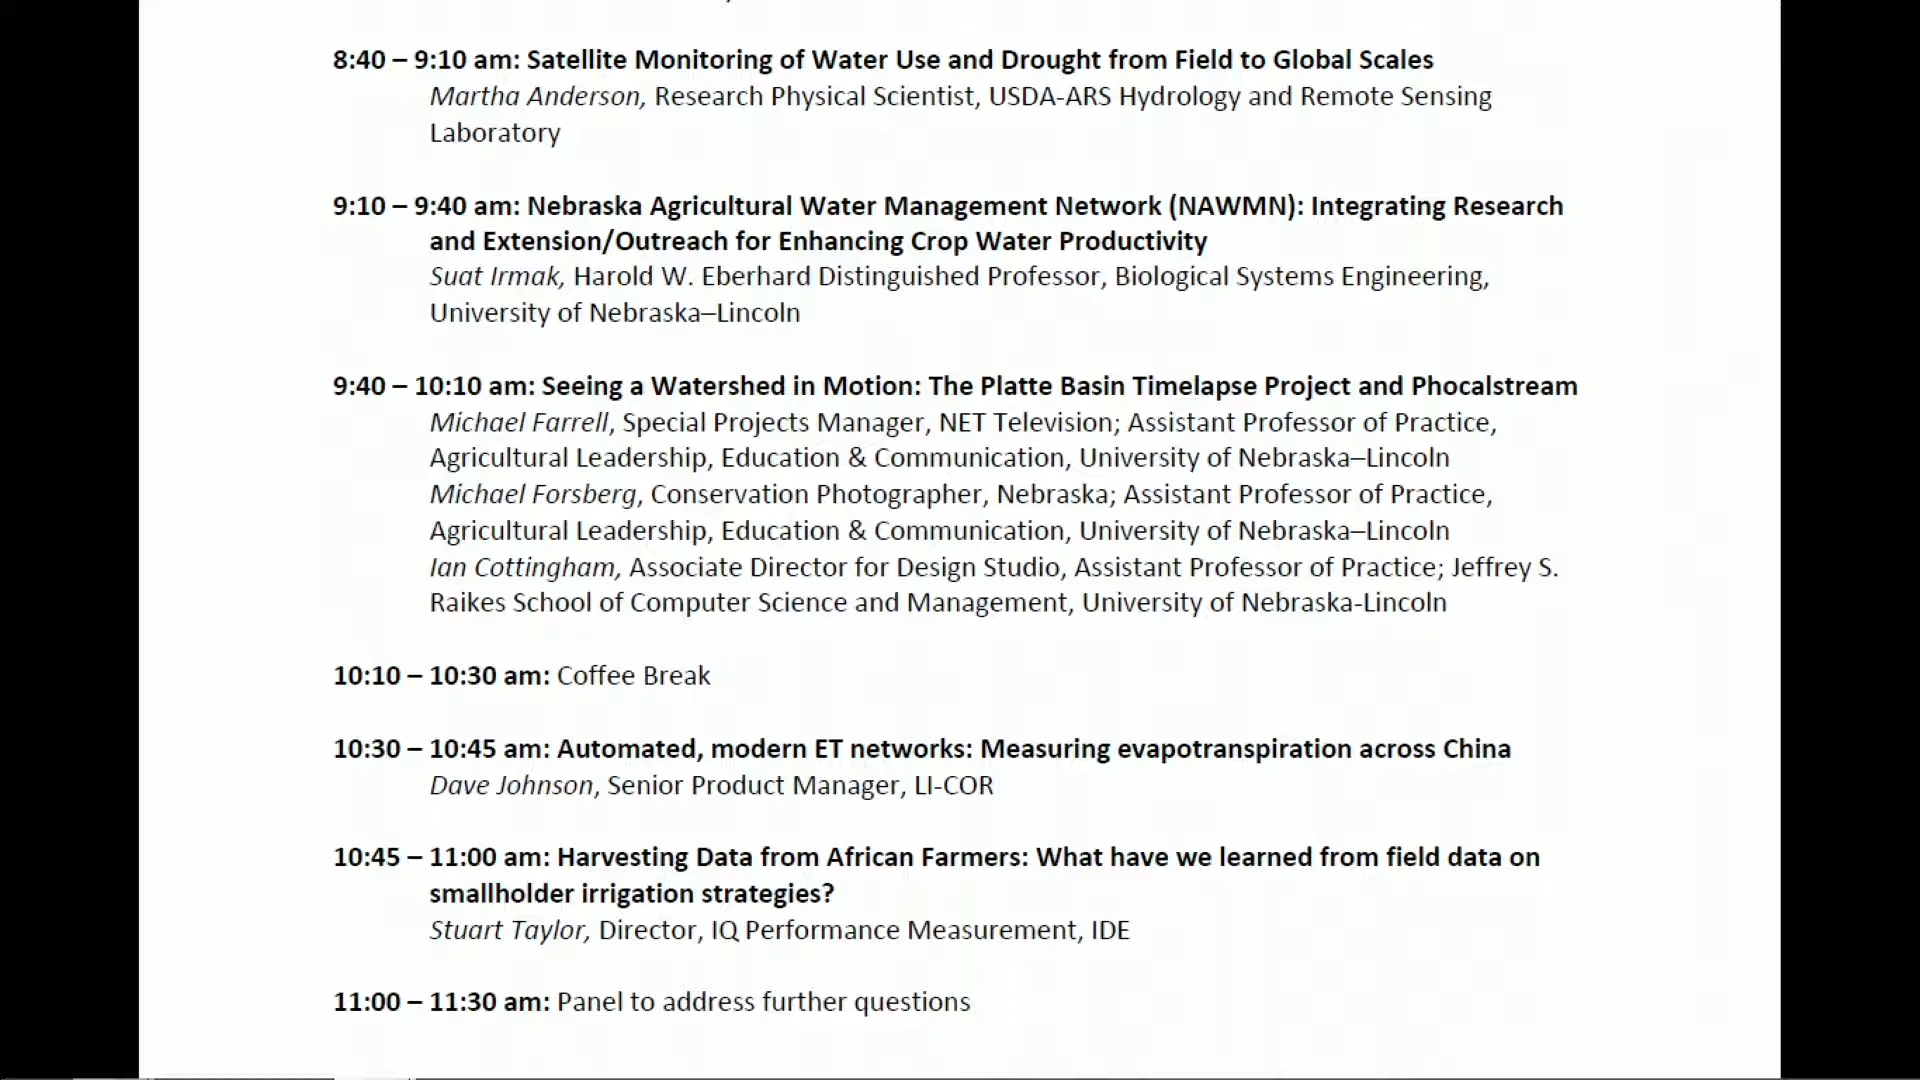 8:40 – 9:10 am: Satellite Monitoring of Water Use and Drought from Field to Global Scales
Martha Anderson, Research Physical Scientist, USDA-ARS Hydrology and Remote Sensing
Laboratory
9:10 – 9:40 am: Nebraska Agricultural Water Management Network (NAWMN): Integrating Research
and Extension/Outreach for Enhancing Crop Water Productivity
Suat Irmak, Harold W. Eberhard Distinguished Professor, Biological Systems Engineering,
University of Nebraska–Lincoln
9:40 – 10:10 am: Seeing a Watershed in Motion: The Platte Basin Timelapse Project and Phocalstream
Michael Farrell, Special Projects Manager, NET Television; Assistant Professor of Practice,
Agricultural Leadership, Education & Communication, University of Nebraska–Lincoln
Michael Forsberg, Conservation Photographer, Nebraska; Assistant Professor of Practice,
Agricultural Leadership, Education & Communication, University of Nebraska–Lincoln
Ian Cottingham, Associate Director for Design Studio, Assistant Professor of Practice; Jeffrey S.
Raikes School of Computer Science and Management, University of Nebraska-Lincoln
10:10 – 10:30 am: Coffee Break
10:30 – 10:45 am: Automated, modern ET networks: Measuring evapotranspiration across China
Dave Johnson, Senior Product Manager, LI-COR
10:45 – 11:00 am: Harvesting Data from African Farmers: What have we learned from field data on
smallholder irrigation strategies?
Stuart Taylor, Director, IQ Performance Measurement, IDE
11:00 – 11:30 am: Panel to address further questions